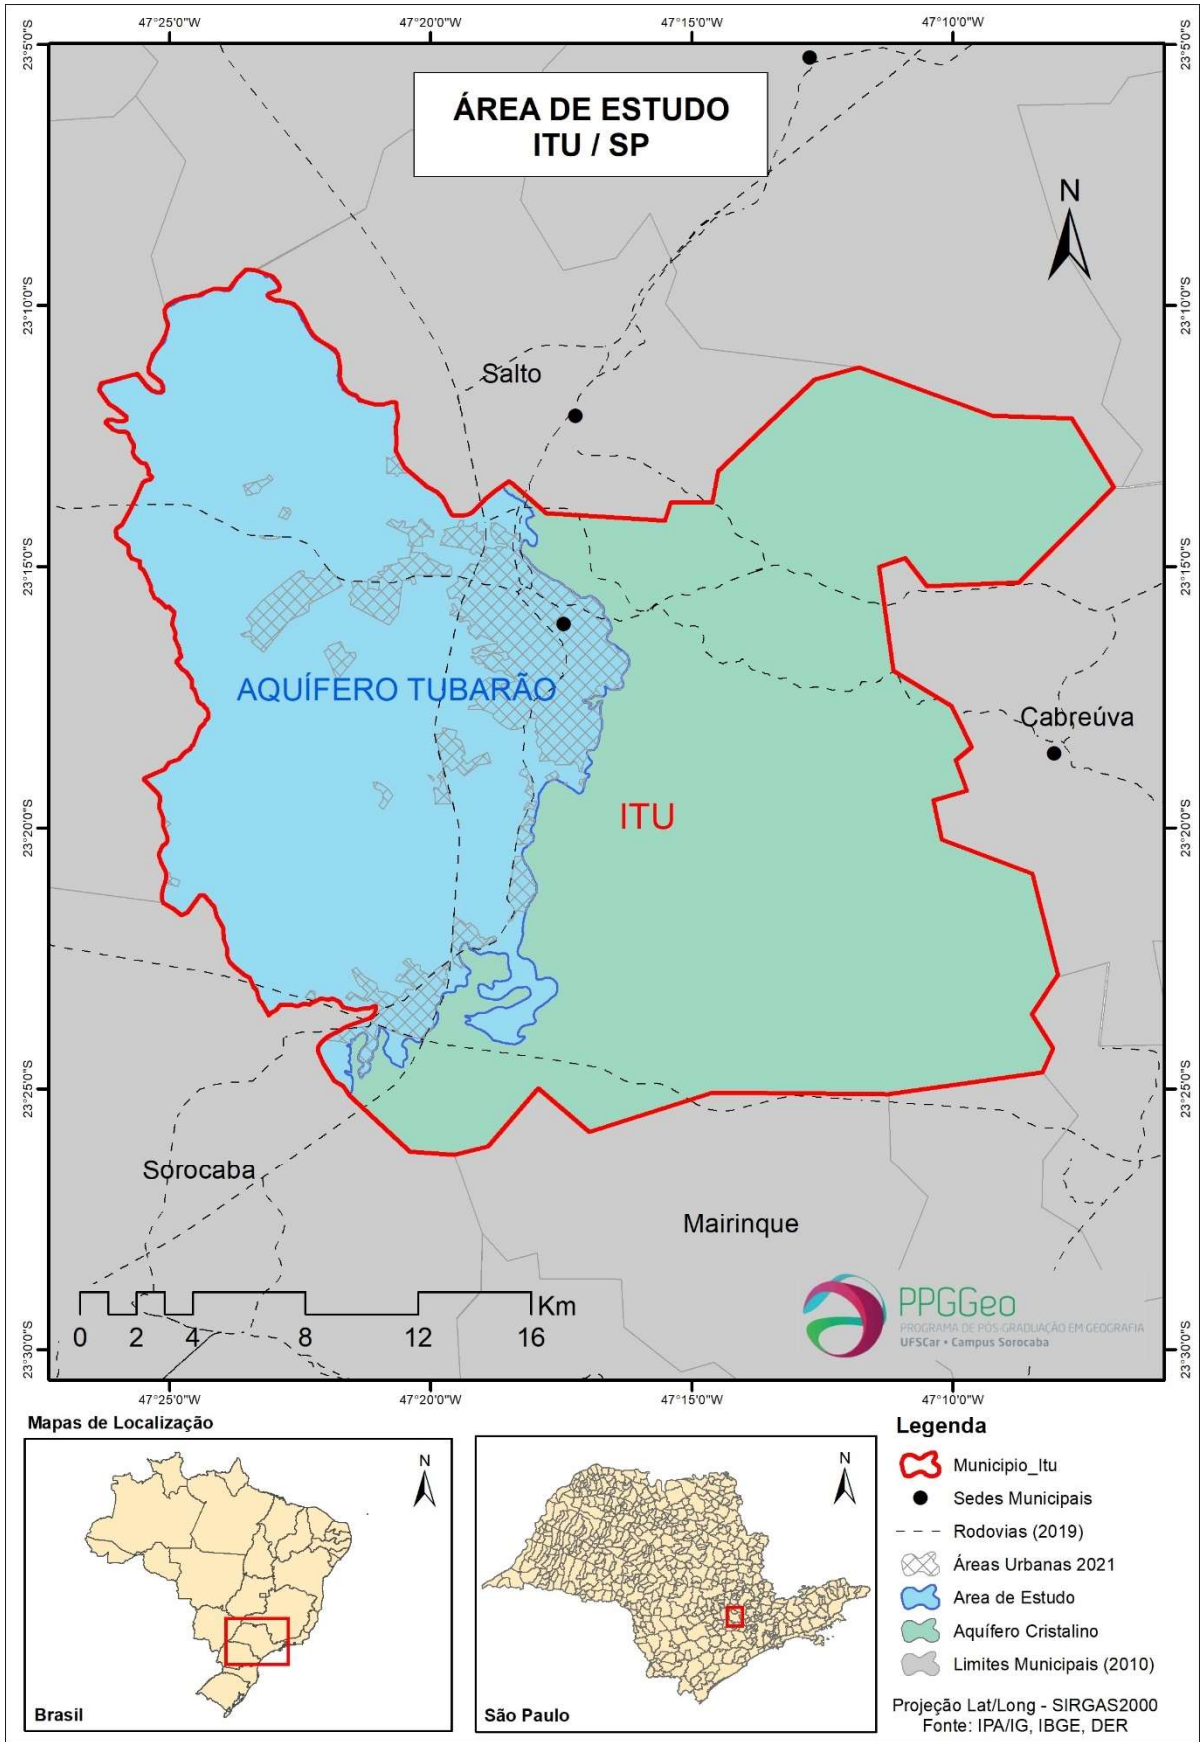 47°25'0"W
47°20'0"W
47°15'0"W
47°10'0"W
23°5'0"S
23°5'0"S
ÁREA DE ESTUDO
ITU / SP
N
23°10'0"S
23°10'0"S
Salto
23°15'0"S
23°15'0"S
AQUÍFERO TUBARÃO
Cabreúva
ITU
23°20'0"S
23°20'0"S
23°25'0"S
23°25'0"S
Sorocaba
Mairinque
Km
0 2 4 8 12 16
PPGGeo
PROGRAMA DE PÓS-GRADUAÇÃO EM GEOGRAFIA
UFSCar • Campus Sorocaba
23°30'0"S
23°30'0"S
47°25'0"W
47°20'0"W
47°15'0"W
47°10'0"W
Mapas de Localização
N
Brasil
N
São Paulo
Legenda
Municipio_Itu
Sedes Municipais
Rodovias (2019)
Áreas Urbanas 2021
Area de Estudo
Aquífero Cristalino
Limites Municipais (2010)
Projeção Lat/Long - SIRGAS2000
Fonte: IPA/IG, IBGE, DER